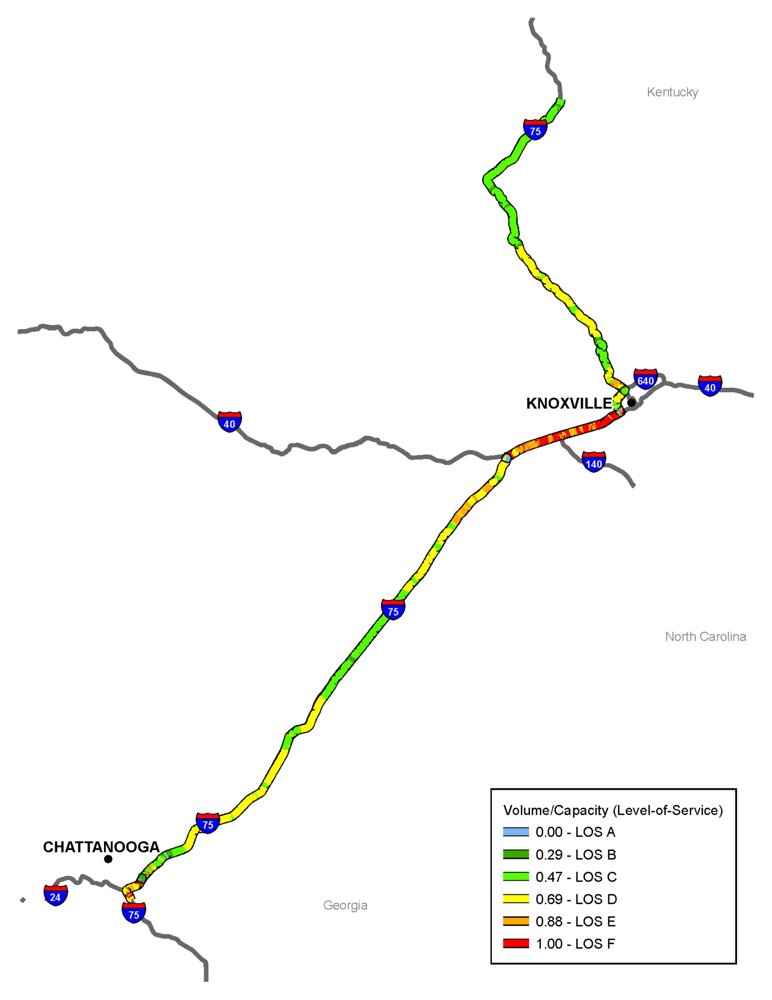 Kentucky
75
640
40
KNOXVILLE
40
140
75
North Carolina
75
CHATTANOOGA
24
75
Georgia
Volume/Capacity (Level-of-Service)
0.00 - LOS A
0.29 - LOS B
0.47 - LOS C
0.69 - LOS D
0.88 - LOS E
1.00 - LOS F